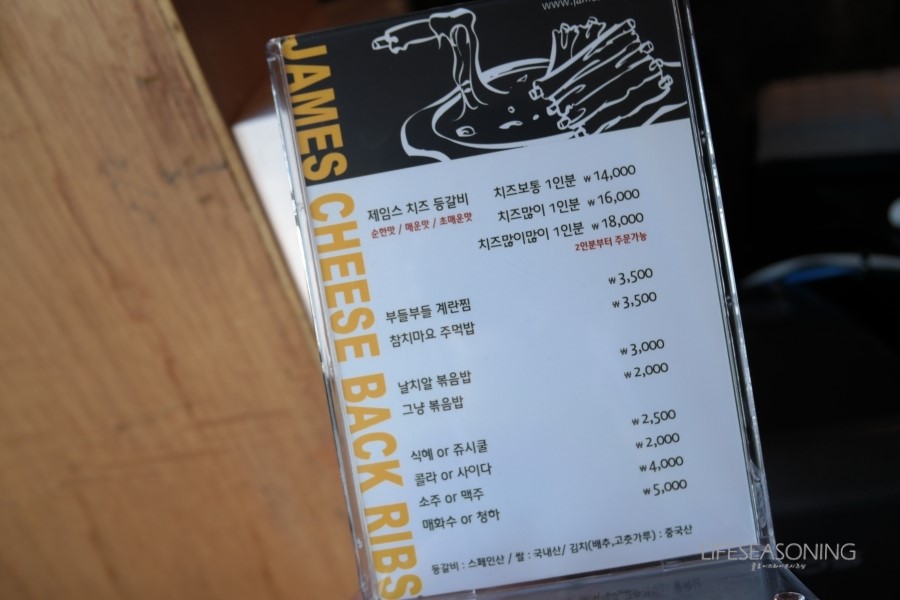 www.james
JAMES CHEESE BACK RIBS
제임스 치즈 등갈비
순한맛 / 매운맛 / 초매운맛
치즈보통 1인분 ₩ 14,000
치즈많이 1인분 ₩ 16,000
치즈많이많이 1인분 ₩ 18,000
2인분부터 주문가능
부들부들 계란찜 ₩ 3,500
참치마요 주먹밥 ₩ 3,500
날치알 볶음밥 ₩ 3,000
그냥 볶음밥 ₩ 2,000
식혜 or 쥬시쿨 ₩ 2,500
콜라 or 사이다 ₩ 2,000
소주 or 맥주 ₩ 4,000
매화수 or 청하 ₩ 5,000
등갈비 : 스페인산 / 쌀 : 국내산/ 김치(배추,고춧가루) : 중국산
LIFESEASONING